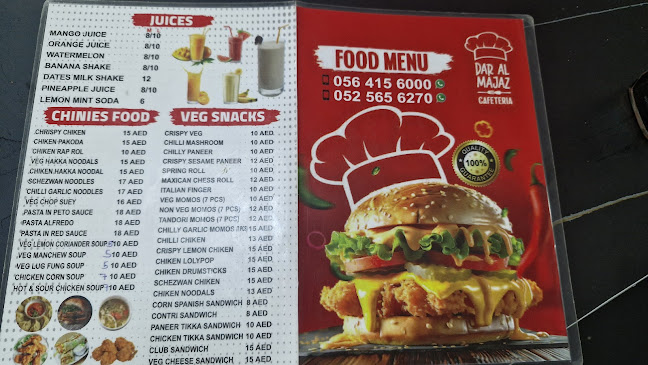 JUICES
MANGO JUICE 8/10
ORANGE JUICE 8/10
WATERMELON 8/10
BANANA SHAKE 8/10
DATES MILK SHAKE 12
PINEAPPLE JUICE 8/10
LEMON MINT SODA 6
CHINIES FOOD
CHRISPY CHIKEN 15 AED
CHIKEN PAKODA 15 AED
CHIKEN RAP ROL 15 AED
VEG HAKKA NOODALS 15 AED
CHIKEN HAKKA NOODAL 15 AED
SCHEZWAN NOODLES 17 AED
CHILLI GARLIC NOODLES 17 AED
VEG CHOP SUEY 16 AED
PASTA IN PETO SAUCE 18 AED
PASTA ALFREDO 18 AED
PASTA IN RED SAUCE 18 AED
VEG LEMON CORIANDER SOUP 10 AED
VEG MANCHEW SOUP 5 10 AED
VEG LUG FUNG SOUP 5 10 AED
CHICKEN CORN SOUP 7 10 AED
HOT & SOUR CHICKEN SOUP 7 10 AED
VEG SNACKS
CRISPY VEG 10 AED
CHILLI MASHROOM 10 AED
CHILLY PANEER 10 AED
CRISPY SESAME PANEER 12 AED
SPRING ROLL 10 AED
MAXICAN CHESS ROLL 12 AED
ITALIAN FINGER 10 AED
VEG MOMOS (7 PCS) 10 AED
NON VEG MOMOS (7 PCS) 12 AED
TANDORI MOMOS (7 PCS) 12 AED
CHILLY GARLIC MOMOS 12 AED
CHILLI CHIKEN 13 AED
CRISPY LEMON CHIKEN 15 AED
CHIKEN LOLYPOP 15 AED
CHIKEN DRUMSTICKS 15 AED
SCHEZWAN CHIKEN 15 AED
CHIKEN NOODALS 13 AED
CORN SPANISH SANDWICH 8 AED
CONTRI SANDWICH 8 AED
PANEER TIKKA SANDWICH 10 AED
CHICKEN TIKKA SANDWICH 10 AED
CLUB SANDWICH 15 AED
VEG CHEESE SANDWICH 15 AED
FOOD MENU
056 415 6000
052 565 6270
DAR AL
MAJAZ
CAFETERIA
QUALITY
100%
GUARANTEE